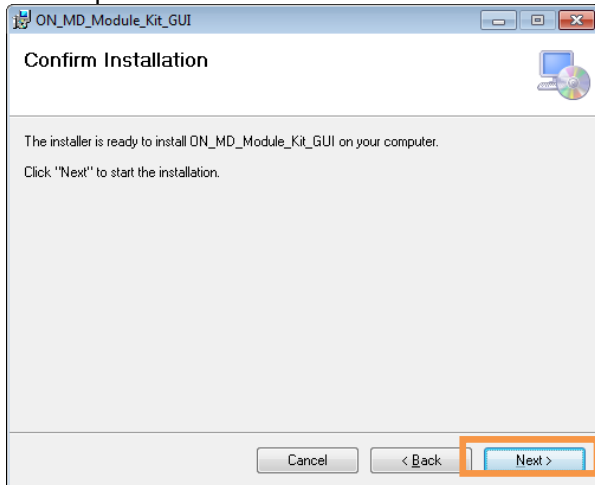 ON_MD_Module_Kit_GUI
Confirm Installation
The installer is ready to install ON_MD_Module_Kit_GUI on your computer.
Click "Next" to start the installation.
Cancel
< Back
Next >